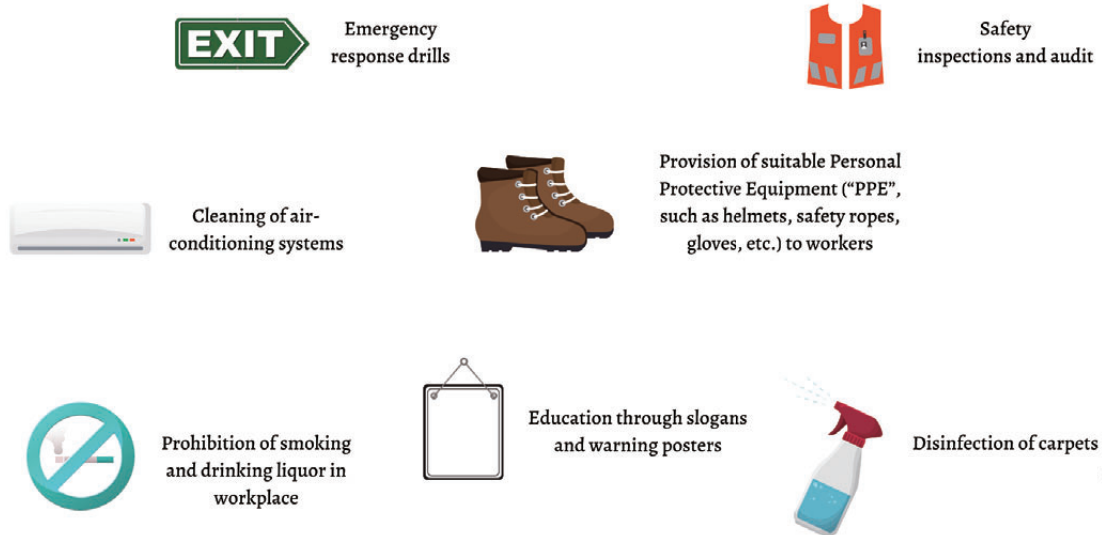 EXIT
Emergency
response drills
Safety
inspections and audit
Cleaning of air-
conditioning systems
Provision of suitable Personal
Protective Equipment (“PPE”,
such as helmets, safety ropes,
gloves, etc.) to workers
Prohibition of smoking
and drinking liquor in
workplace
Education through slogans
and warning posters
Disinfection of carpets